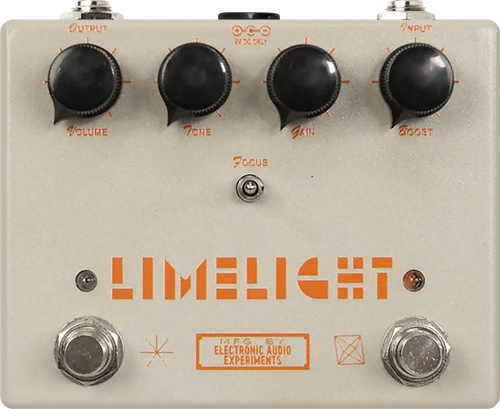 OUTPUT
9V DC ONLY
INPUT
VOLUME
TONE
GAIN
BOOST
FOCUS
LIMELIGHT
MFG. BY
ELECTRONIC AUDIO
EXPERIMENTS